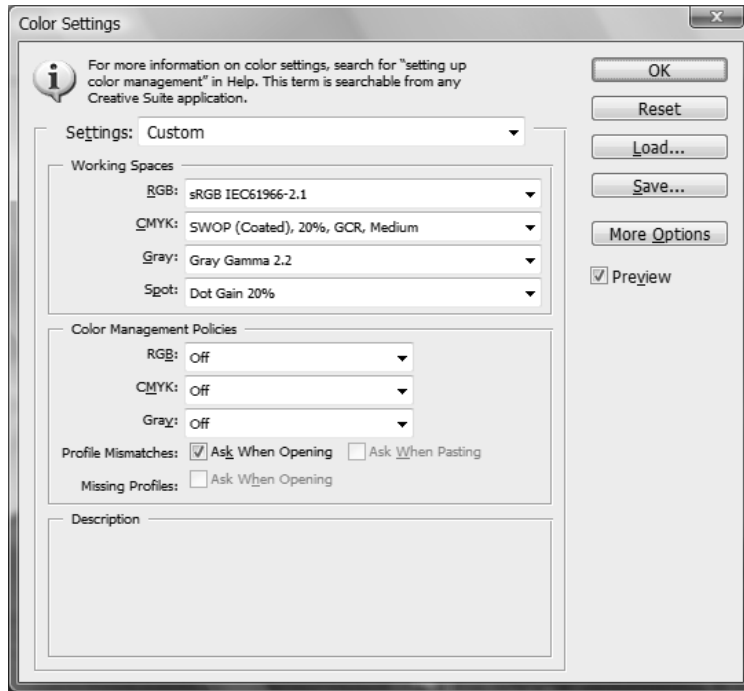 Color Settings
For more information on color settings, search for “setting up
color management” in Help. This term is searchable from any
Creative Suite application.
Settings: Custom
Working Spaces
RGB: sRGB IEC61966-2.1
CMYK: SWOP (Coated), 20%, GCR, Medium
Gray: Gray Gamma 2.2
Spot: Dot Gain 20%
Color Management Policies
RGB: Off
CMYK: Off
Gray: Off
Profile Mismatches: Ask When Opening Ask When Pasting
Missing Profiles: Ask When Opening
Description
OK
Reset
Load...
Save...
More Options
Preview